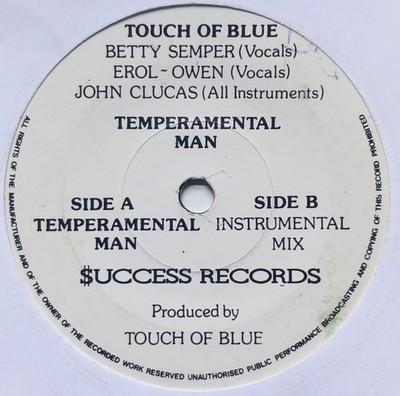 TOUCH OF BLUE
BETTY SEMPER (Vocals)
EROL~OWEN (Vocals)
JOHN CLUCAS (All Instruments)
TEMPERAMENTAL
MAN
SIDE A
TEMPERAMENTAL
MAN
SIDE B
INSTRUMENTAL
MIX
$UCCESS RECORDS
Produced by
TOUCH OF BLUE
ALL RIGHTS OF THE MANUFACTURER AND OF THE OWNER OF THE RECORDED WORK RESERVED UNAUTHORISED PUBLIC PERFORMANCE BROADCASTING AND COPYING OF THIS RECORD PROHIBITED